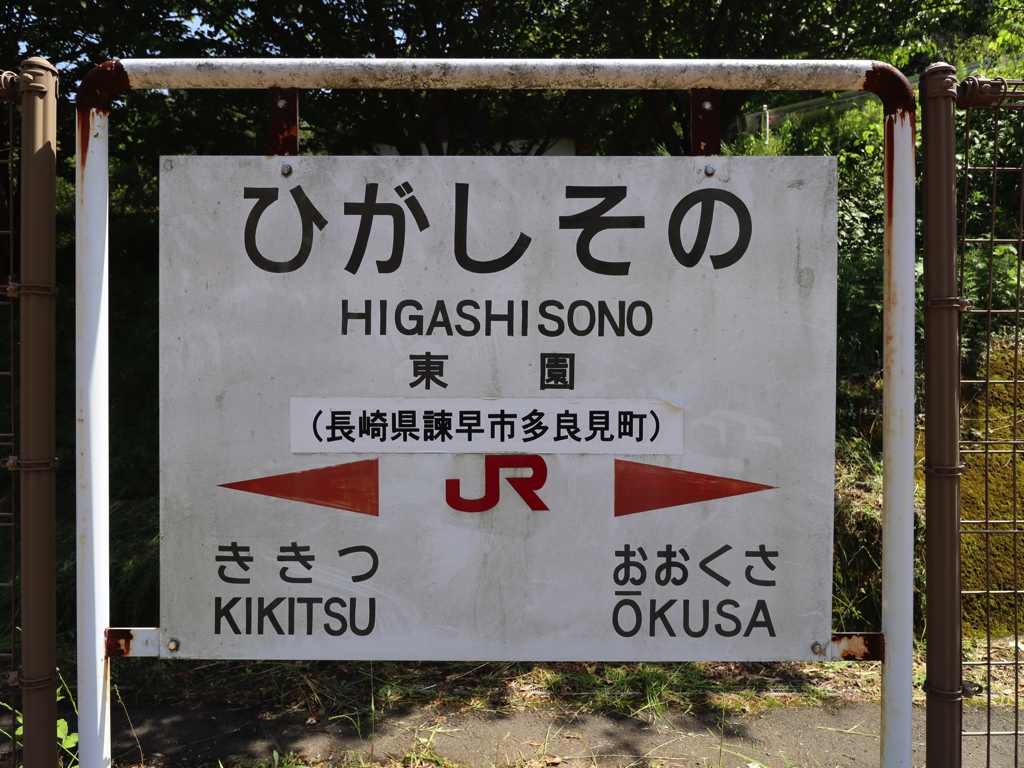 ひがしその
HIGASHISONO
東園
（長崎県諫早市多良見町）
JR
ききつ おおくさ
KIKITSU ŌKUSA